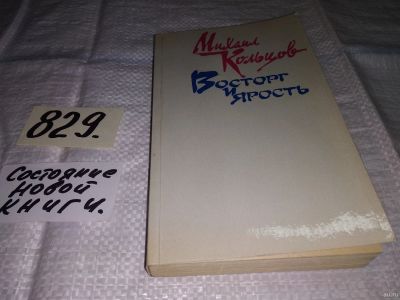 Михаил
Кольцов
Восторг
и
ярость
829.
Состояние
новой
книги.